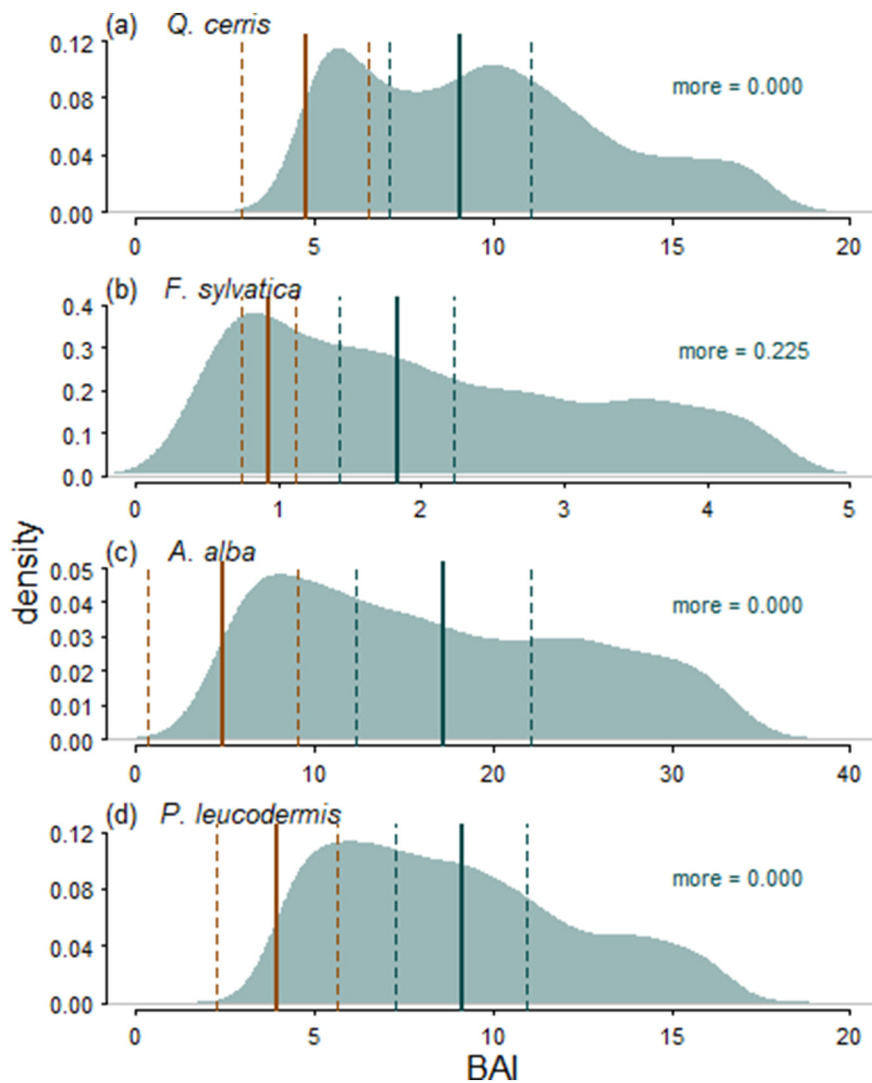 (a) Q. cerris
0.12
0.08
0.04
0.00
more = 0.000
0 5 10 15 20
(b) F. sylvatica
0.4
0.3
0.2
0.1
0.0
more = 0.225
0 1 2 3 4 5
density
(c) A. alba
0.05
0.04
0.03
0.02
0.01
0.00
more = 0.000
0 10 20 30 40
(d) P. leucodermis
0.12
0.08
0.04
0.00
more = 0.000
0 5 10 15 20
BAI